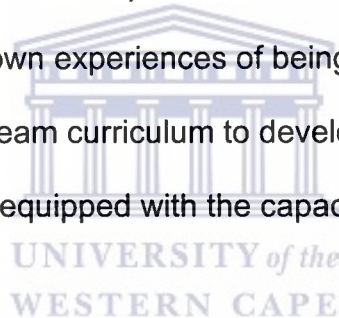 own experiences of being
eam curriculum to develo
equipped with the capac
UNIVERSITY of the
WESTERN CAPE